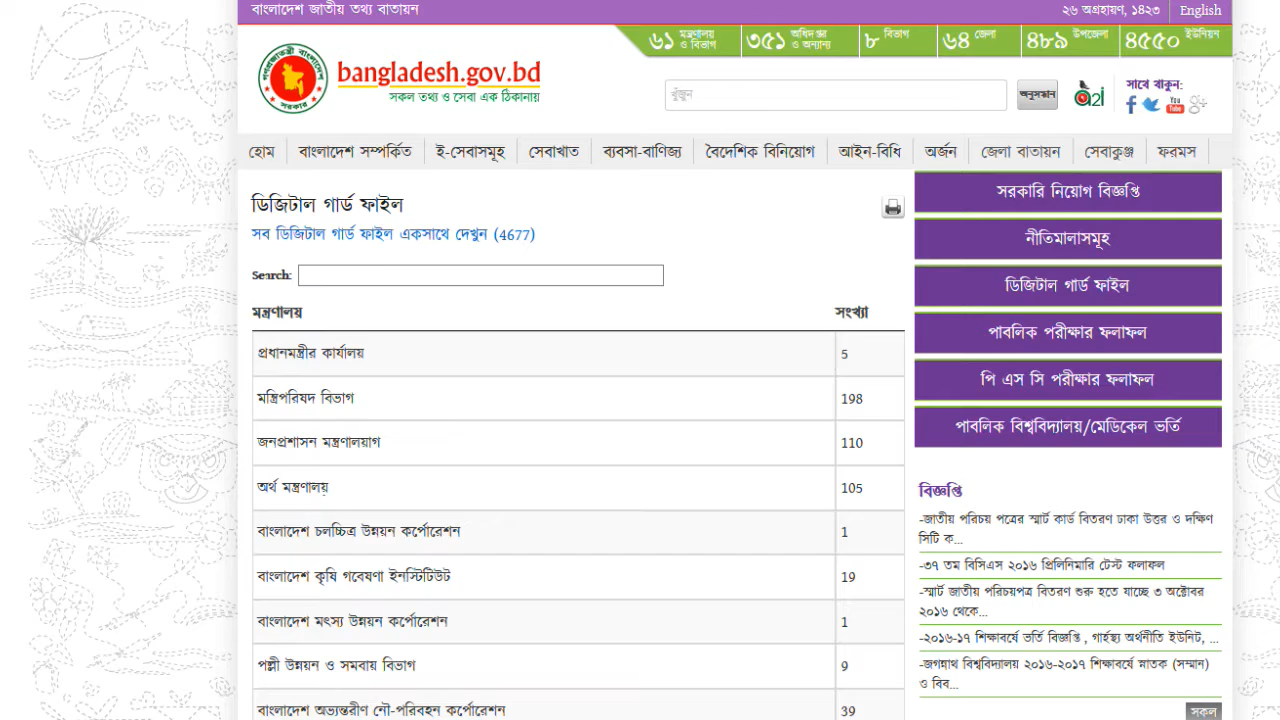 বাংলাদেশ জাতীয় তথ্য বাতায়ন
২৬ অগ্রহায়ণ, ১৪২৩
English
৬১ মন্ত্রণালয় ও বিভাগ
৩৫১ অধিদপ্তর ও অন্যান্য
৮ বিভাগ
৬৪ জেলা
৪৮৯ উপজেলা
৪৫৫০ ইউনিয়ন
গণপ্রজাতন্ত্রী বাংলাদেশ সরকার
bangladesh.gov.bd
সকল তথ্য ও সেবা এক ঠিকানায়
খুঁজুন
অনুসন্ধান
a2i
সাথে থাকুন:
You Tube
হোম
বাংলাদেশ সম্পর্কিত
ই-সেবাসমূহ
সেবাখাত
ব্যবসা-বাণিজ্য
বৈদেশিক বিনিয়োগ
আইন-বিধি
অর্জন
জেলা বাতায়ন
সেবাকুঞ্জ
ফরমস
ডিজিটাল গার্ড ফাইল
সব ডিজিটাল গার্ড ফাইল একসাথে দেখুন (4677)
Search:
মন্ত্রণালয় সংখ্যা
প্রধানমন্ত্রীর কার্যালয় 5
মন্ত্রিপরিষদ বিভাগ 198
জনপ্রশাসন মন্ত্রণালয়াগ 110
অর্থ মন্ত্রণালয় 105
বাংলাদেশ চলচ্চিত্র উন্নয়ন কর্পোরেশন 1
বাংলাদেশ কৃষি গবেষণা ইনস্টিটিউট 19
বাংলাদেশ মৎস্য উন্নয়ন কর্পোরেশন 1
পল্লী উন্নয়ন ও সমবায় বিভাগ 9
বাংলাদেশ অভ্যন্তরীণ নৌ-পরিবহন কর্পোরেশন 39
সরকারি নিয়োগ বিজ্ঞপ্তি
নীতিমালাসমূহ
ডিজিটাল গার্ড ফাইল
পাবলিক পরীক্ষার ফলাফল
পি এস সি পরীক্ষার ফলাফল
পাবলিক বিশ্ববিদ্যালয়/মেডিকেল ভর্তি
বিজ্ঞপ্তি
-জাতীয় পরিচয় পত্রের স্মার্ট কার্ড বিতরণ ঢাকা উত্তর ও দক্ষিণ
সিটি ক...
-৩৭ তম বিসিএস ২০১৬ প্রিলিনিমারি টেস্ট ফলাফল
-স্মার্ট জাতীয় পরিচয়পত্র বিতরণ শুরু হতে যাচ্ছে ৩ অক্টোবর
২০১৬ থেকে...
-২০১৬-১৭ শিক্ষাবর্ষে ভর্তি বিজ্ঞপ্তি , গার্হস্থ্য অর্থনীতি ইউনিট, ...
-জগন্নাথ বিশ্ববিদ্যালয় ২০১৬-২০১৭ শিক্ষাবর্ষে স্নাতক (সম্মান)
ও বিব...
সকল